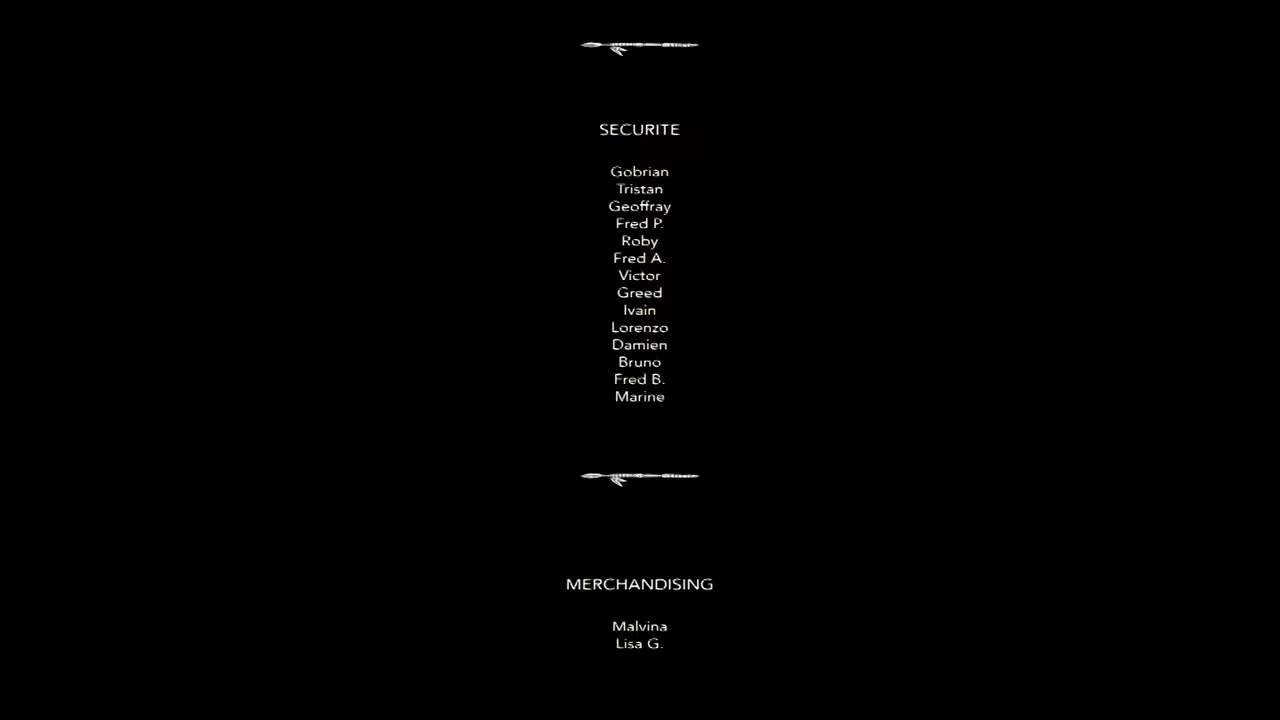 SECURITE
Gobrian
Tristan
Geoffray
Fred P.
Roby
Fred A.
Victor
Greed
Ivain
Lorenzo
Damien
Bruno
Fred B.
Marine
MERCHANDISING
Malvina
Lisa G.